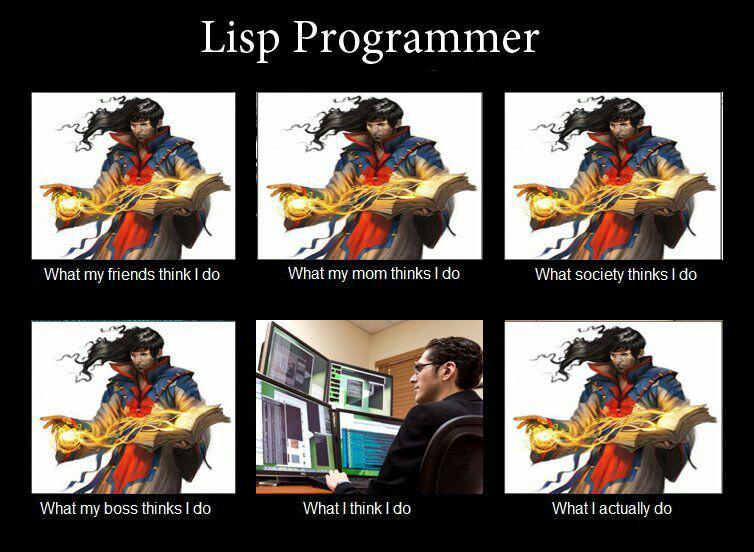 Lisp Programmer
What my friends think I do
What my mom thinks I do
What society thinks I do
What my boss thinks I do
What I think I do
What I actually do